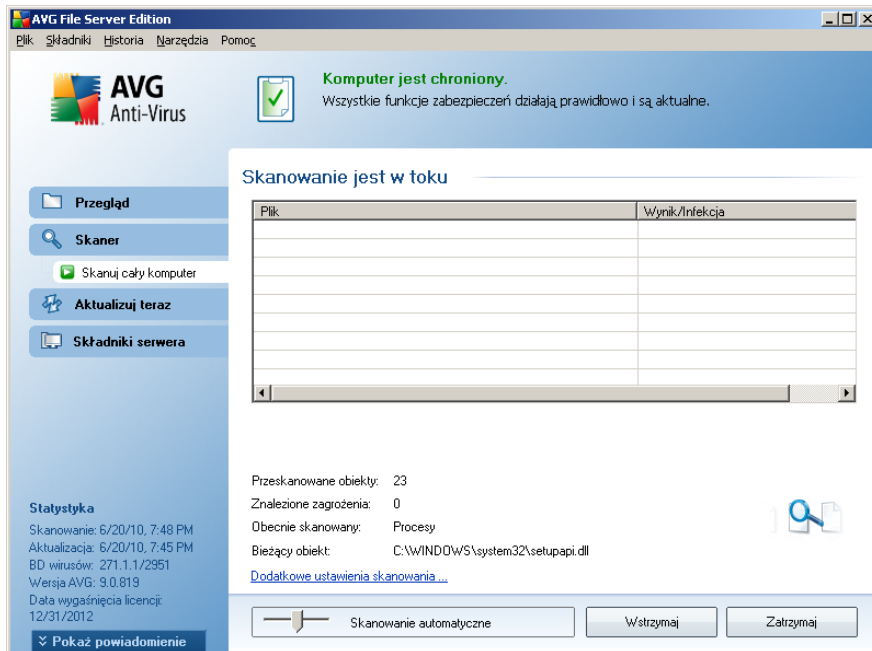 AVG File Server Edition
Plik Składniki Historia Narzędzia Pomoc
AVG
Anti-Virus
Komputer jest chroniony.
Wszystkie funkcje zabezpieczeń działają prawidłowo i są aktualne.
Przegląd
Skaner
Skanuj cały komputer
Aktualizuj teraz
Składniki serwera
Skanowanie jest w toku
Plik Wynik/Infekcja
Przeskanowane obiekty: 23
Znalezione zagrożenia: 0
Obecnie skanowany: Procesy
Bieżący obiekt: C:\WINDOWS\system32\setupapi.dll
Dodatkowe ustawienia skanowania ...
Statystyka
Skanowanie: 6/20/10, 7:48 PM
Aktualizacja: 6/20/10, 7:45 PM
BD wirusów: 271.1.1/2951
Wersja AVG: 9.0.819
Data wygaśnięcia licencji:
12/31/2012
Pokaż powiadomienie
Skanowanie automatyczne
Wstrzymaj
Zatrzymaj